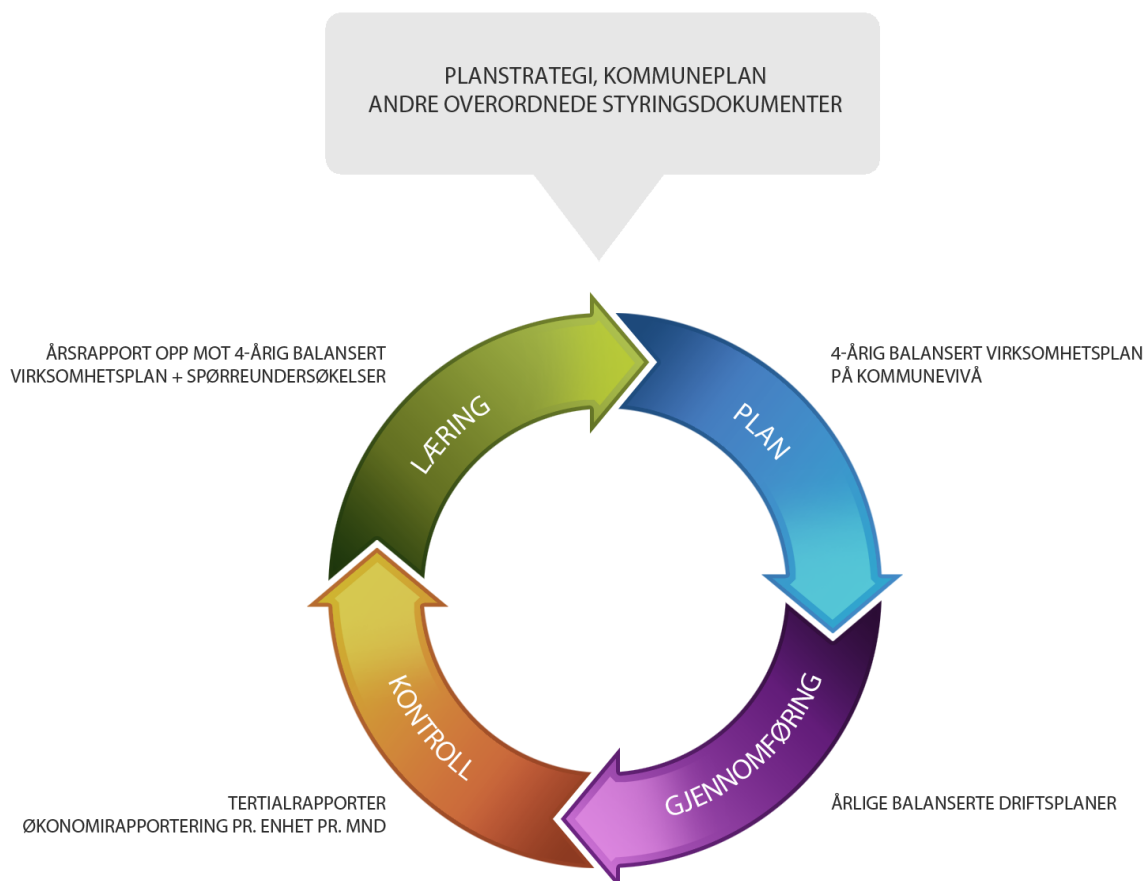 PLANSTRATEGI, KOMMUNEPLAN
ANDRE OVERORDNEDE STYRINGSDOKUMENTER
ÅRSRAPPORT OPP MOT 4-ÅRIG BALANSERT
VIRKSOMHETSPLAN + SPØRREUNDERSØKELSER
4-ÅRIG BALANSERT VIRKSOMHETSPLAN
PÅ KOMMUNEVIVÅ
LÆRING
PLAN
KONTROLL
GJENNOMFØRING
TERTIALRAPPORTER
ØKONOMIRAPPORTERING PR. ENHET PR. MND
ÅRLIGE BALANSERTE DRIFTSPLANER